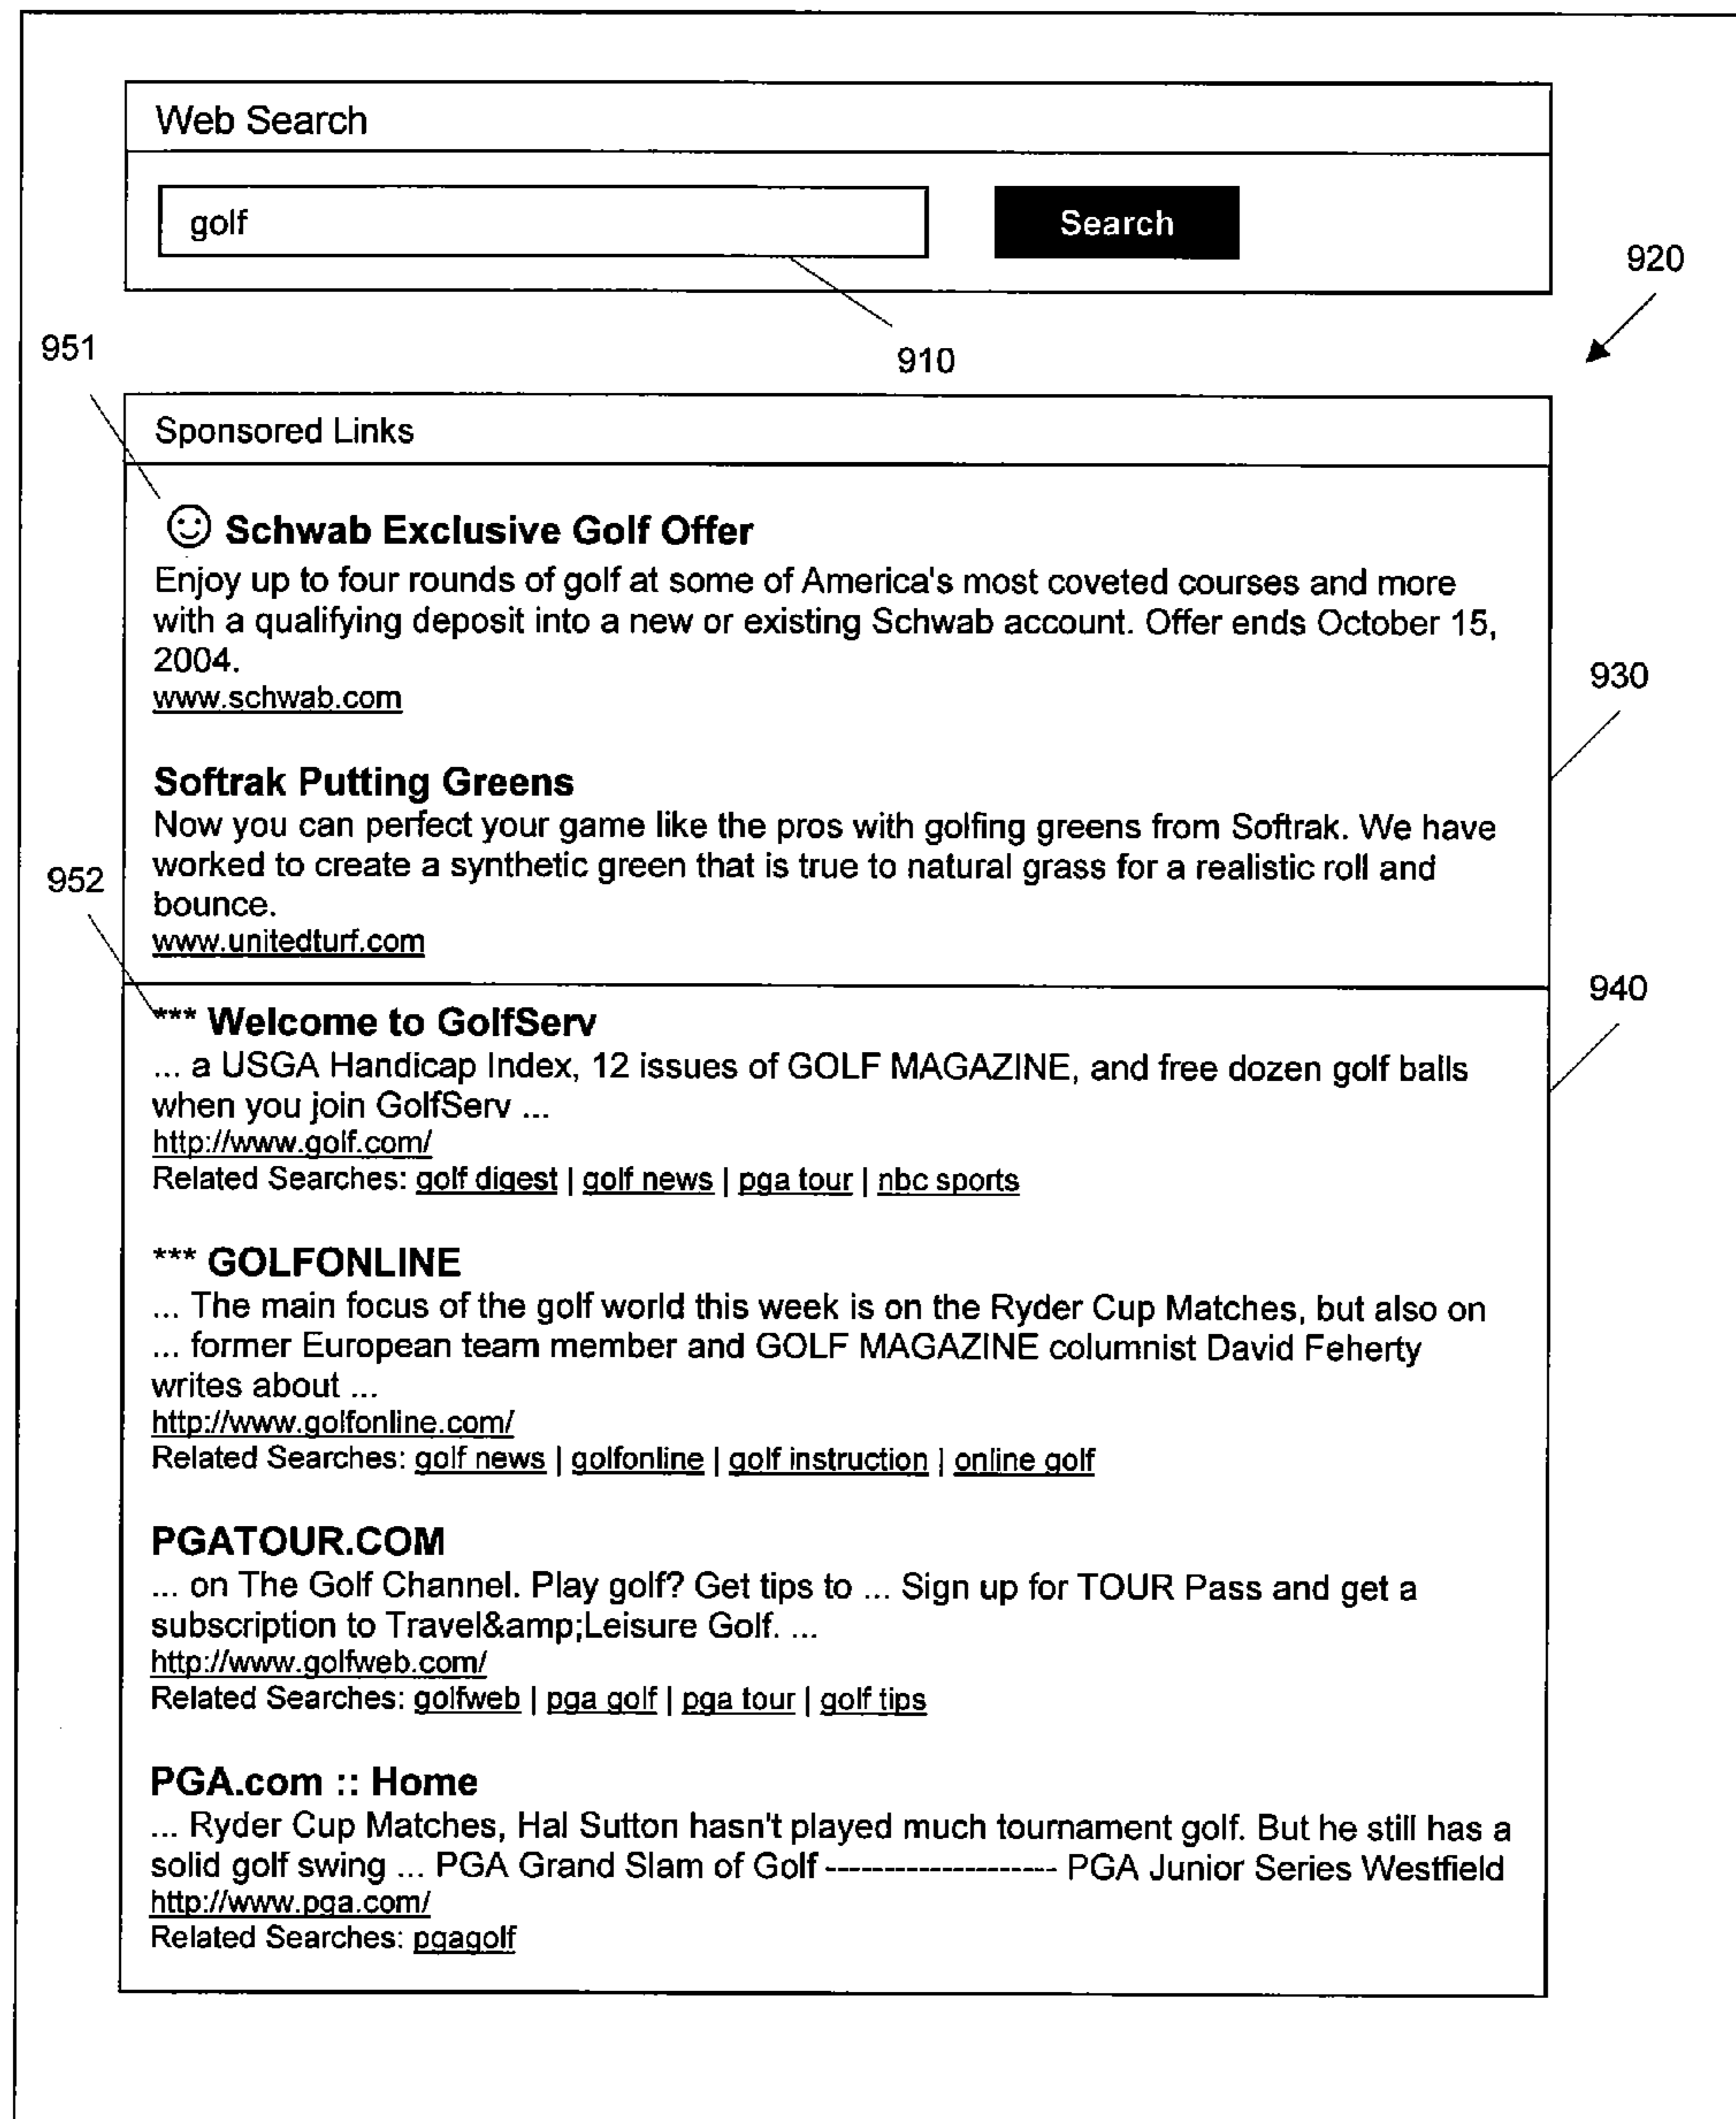 Web Search
golf
Search
920
951
910
Sponsored Links
Schwab Exclusive Golf Offer
Enjoy up to four rounds of golf at some of America's most coveted courses and more
with a qualifying deposit into a new or existing Schwab account. Offer ends October 15,
2004.
www.schwab.com
930
Softrak Putting Greens
Now you can perfect your game like the pros with golfing greens from Softrak. We have
worked to create a synthetic green that is true to natural grass for a realistic roll and
bounce.
www.unitedturf.com
952
940
*** Welcome to GolfServ
... a USGA Handicap Index, 12 issues of GOLF MAGAZINE, and free dozen golf balls
when you join GolfServ ...
http://www.golf.com/
Related Searches: golf digest | golf news | pga tour | nbc sports
*** GOLFONLINE
... The main focus of the golf world this week is on the Ryder Cup Matches, but also on
... former European team member and GOLF MAGAZINE columnist David Feherty
writes about ...
http://www.golfonline.com/
Related Searches: golf news | golfonline | golf instruction | online golf
PGATOUR.COM
... on The Golf Channel. Play golf? Get tips to ... Sign up for TOUR Pass and get a
subscription to Travel&amp;Leisure Golf. ...
http://www.golfweb.com/
Related Searches: golfweb | pga golf | pga tour | golf tips
PGA.com :: Home
... Ryder Cup Matches, Hal Sutton hasn't played much tournament golf. But he still has a
solid golf swing ... PGA Grand Slam of Golf -------------------- PGA Junior Series Westfield
http://www.pga.com/
Related Searches: pgagolf